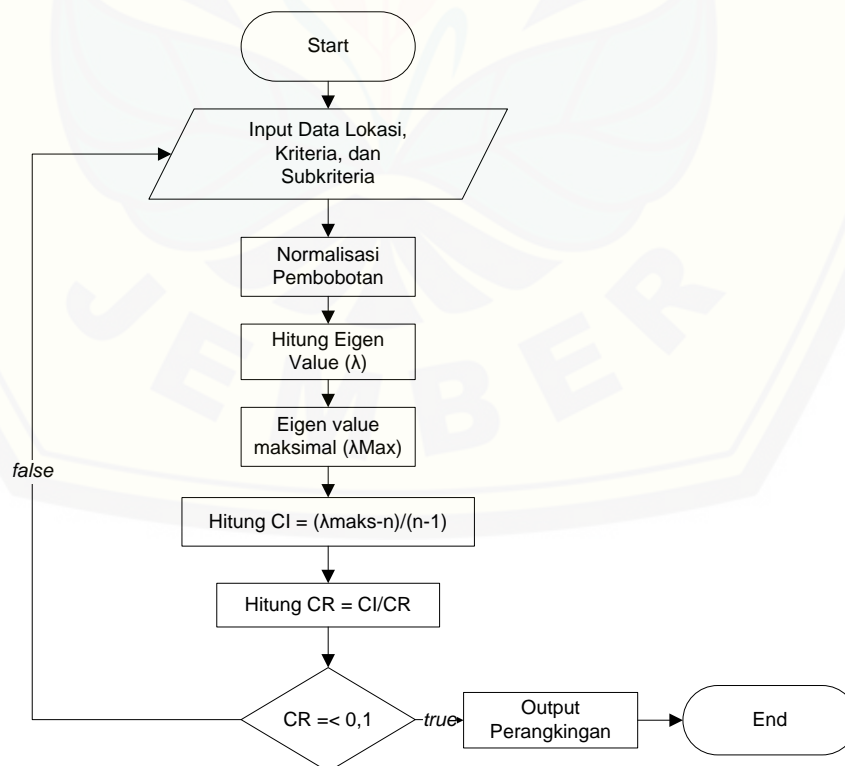 Start
Input Data Lokasi,
Kriteria, dan
Subkriteria
Normalisasi
Pembobotan
Hitung Eigen
Value (λ)
Eigen value
maksimal (λMax)
false
Hitung CI = (λmaks-n)/(n-1)
Hitung CR = CI/CR
CR =< 0,1
true
Output
Perangkingan
End
JEMBER